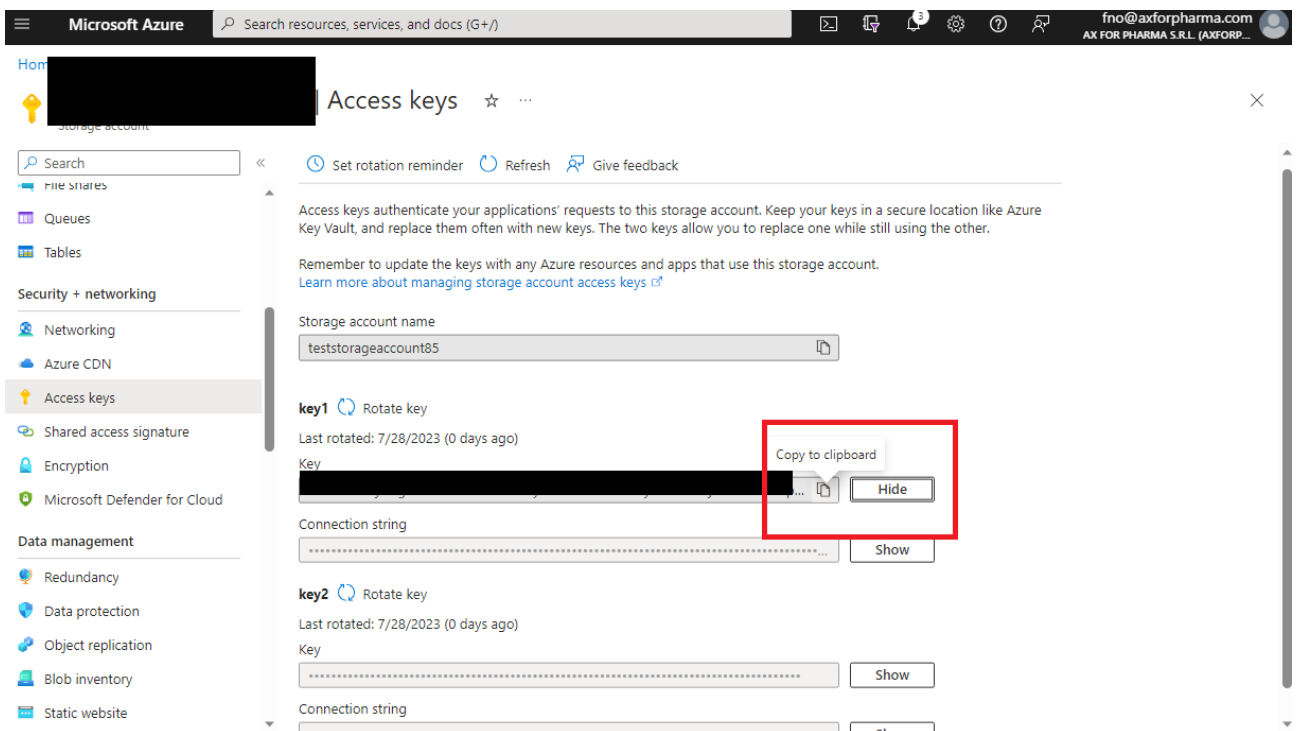 Microsoft Azure
Search resources, services, and docs (G+/)
3
fno@axforpharma.com
AX FOR PHARMA S.R.L. (AXFORP...
Hom
| Access keys
Storage account
Search
Set rotation reminder
Refresh
Give feedback
File shares
Queues
Tables
Security + networking
Networking
Azure CDN
Access keys
Shared access signature
Encryption
Microsoft Defender for Cloud
Data management
Redundancy
Data protection
Object replication
Blob inventory
Static website
Access keys authenticate your applications' requests to this storage account. Keep your keys in a secure location like Azure
Key Vault, and replace them often with new keys. The two keys allow you to replace one while still using the other.
Remember to update the keys with any Azure resources and apps that use this storage account.
Learn more about managing storage account access keys
Storage account name
teststorageaccount85
key1
Rotate key
Last rotated: 7/28/2023 (0 days ago)
Key
Copy to clipboard
Hide
Connection string
Show
key2
Rotate key
Last rotated: 7/28/2023 (0 days ago)
Key
Show
Connection string